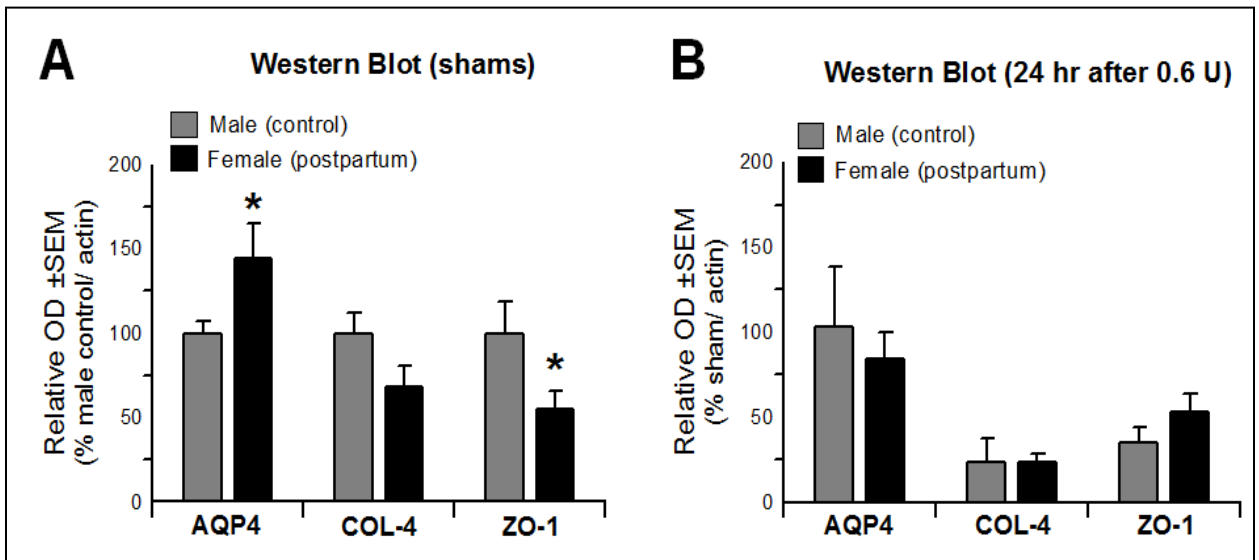 A
Western Blot (shams)
Male (control)
Female (postpartum)
Relative OD ±SEM
(% male control/ actin)
200
150
100
50
0
*
*
AQP4
COL-4
ZO-1
B
Western Blot (24 hr after 0.6 U)
Male (control)
Female (postpartum)
Relative OD ±SEM
(% sham/ actin)
200
150
100
50
0
AQP4
COL-4
ZO-1